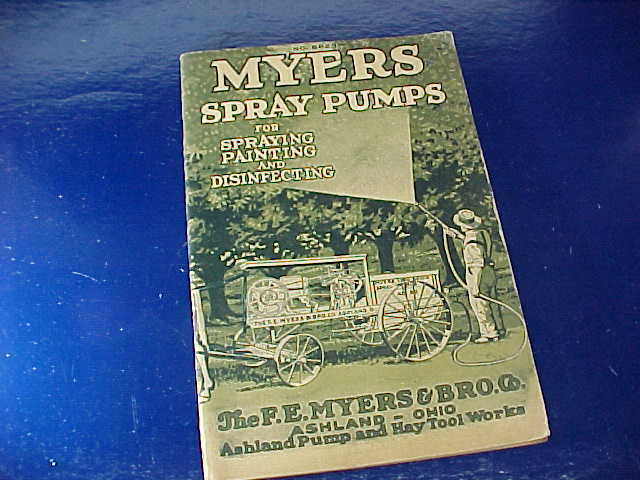 MYERS
SPRAY PUMPS
FOR
SPRAYING
PAINTING
AND
DISINFECTING
The F.E. MYERS & BRO. Co.
ASHLAND - OHIO
Ashland Pump and Hay Tool Works